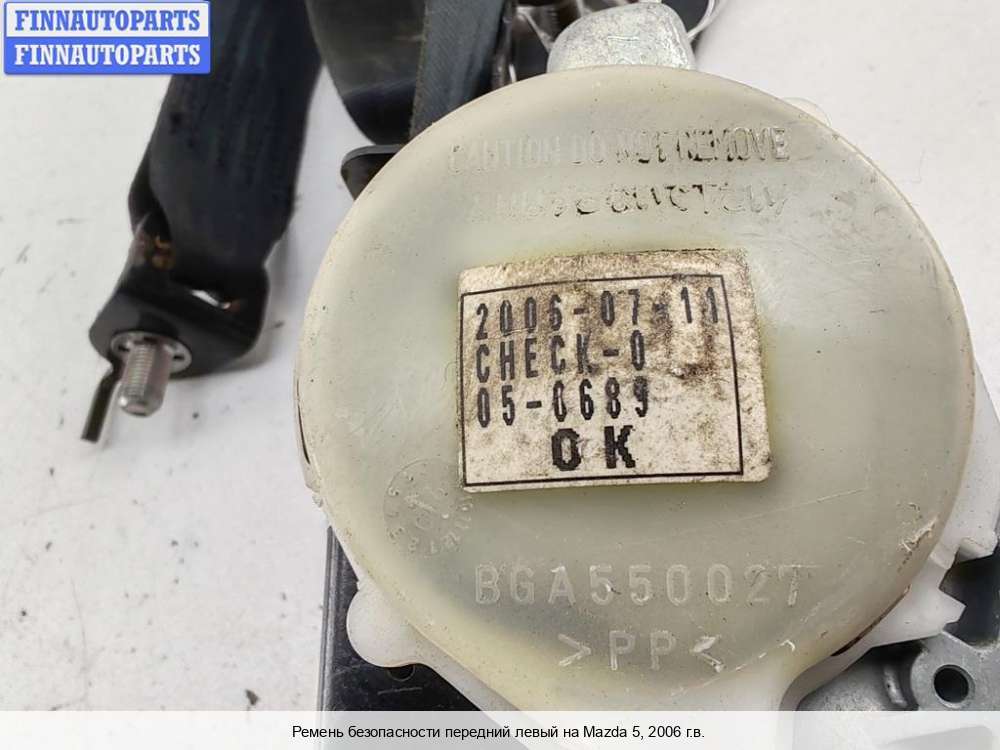 FINNAUTOPARTS
FINNAUTOPARTS
CAUTION DO NOT REMOVE
2006-07-11
CHECK-0
05-0689
OK
BGA550027
>PP<
Ремень безопасности передний левый на Mazda 5, 2006 г.в.